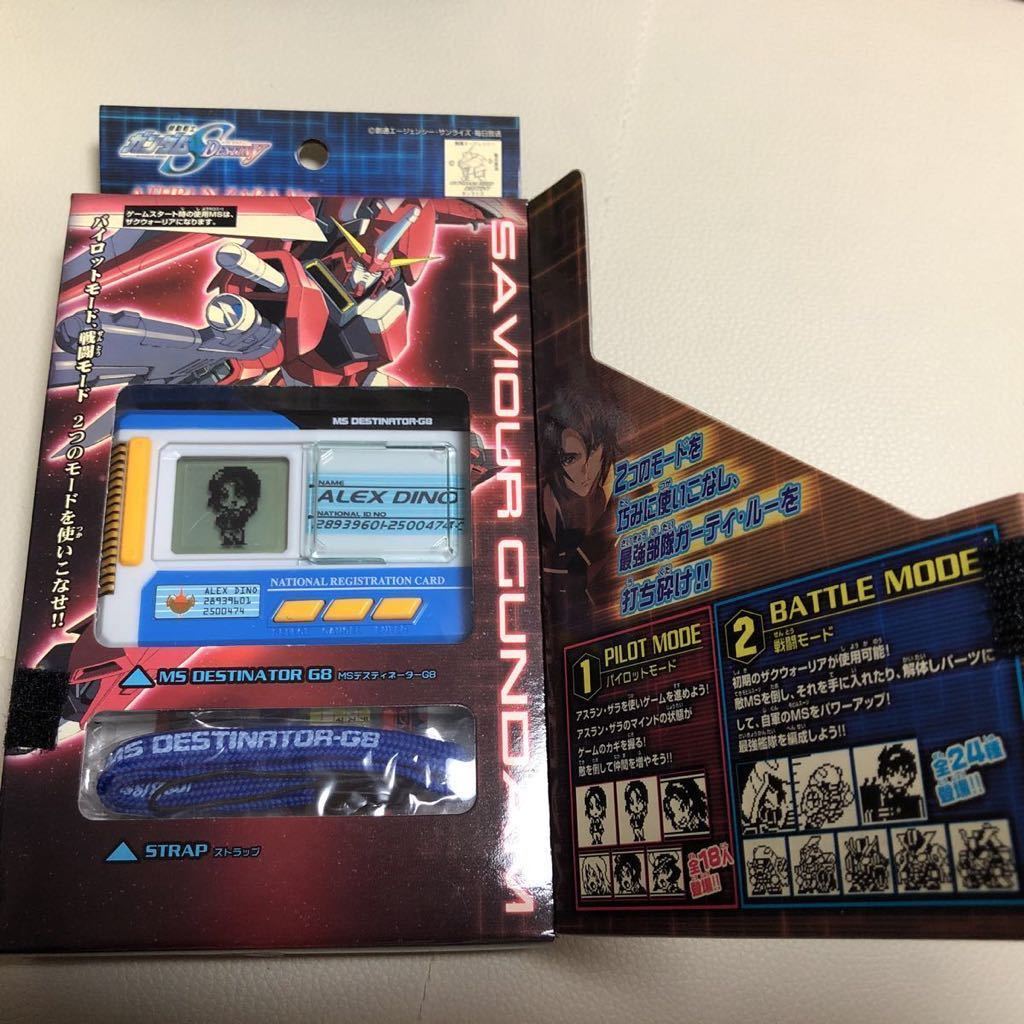 ©創通エージェンシー・サンライズ・毎日放送
機動戦士
ガンダムSEED DESTINY
ゲームスタート時の使用MSは、
ザクウォーリアになります。
パイロットモード、戦闘モード 2つのモードを使いこなせ!!
SAVIOUR GUNDAM
MS DESTINATOR-G8
NAME
ALEX DINO
NATIONAL ID NO
28939601-2500474
NATIONAL REGISTRATION CARD
ALEX DINO
28939601
2500474
MS DESTINATOR G8 MSデスティネーターG8
MS DESTINATOR-G8
STRAP ストラップ
2つのモードを
巧みに使いこなし、
最強部隊ガーティ・ルーを
打ち砕け!!
1 PILOT MODE
パイロットモード
アスラン・ザラを使いゲームを進めよう!
アスラン・ザラのマインドの状態が
ゲームのカギを握る!
敵を倒して仲間を増やそう!!
全18人
登場!!
2 BATTLE MODE
戦闘モード
初期のザクウォーリアが使用可能!
敵MSを倒し、それを手に入れたり、解体しパーツに
して、自軍のMSをパワーアップ!
最強艦隊を編成しよう!!
全24種
登場!!